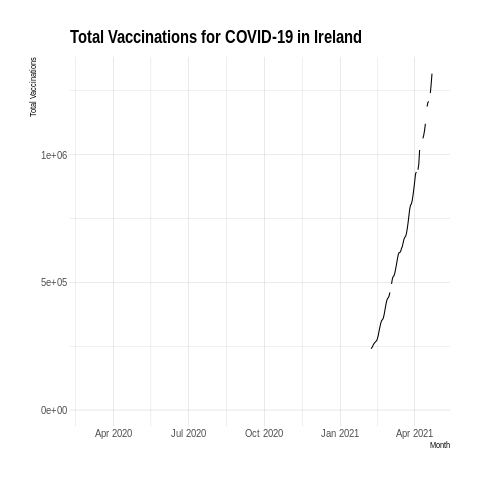 Total Vaccinations for COVID-19 in Ireland
Total Vaccinations
1e+06
5e+05
0e+00
Apr 2020 Jul 2020 Oct 2020 Jan 2021 Apr 2021
Month